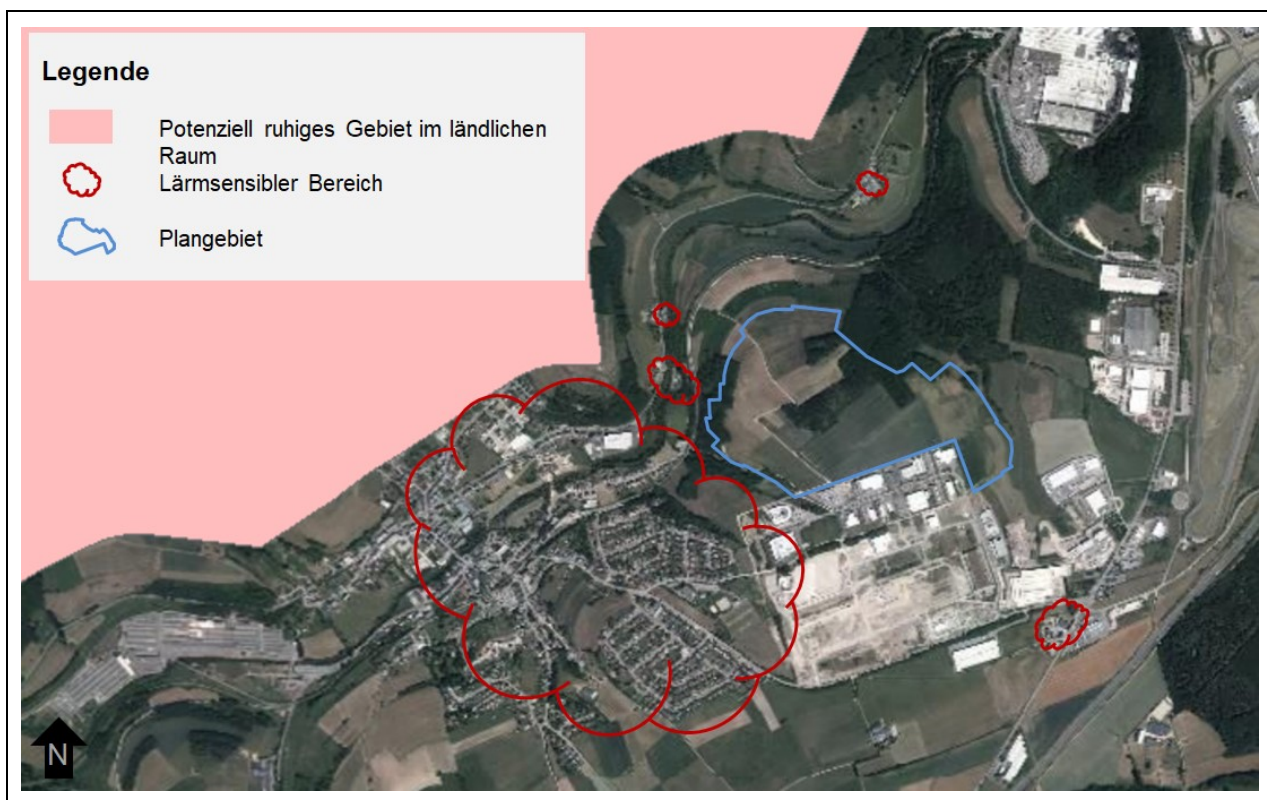 Legende
Potenziell ruhiges Gebiet im ländlichen
Raum
Lärmsensibler Bereich
Plangebiet
N